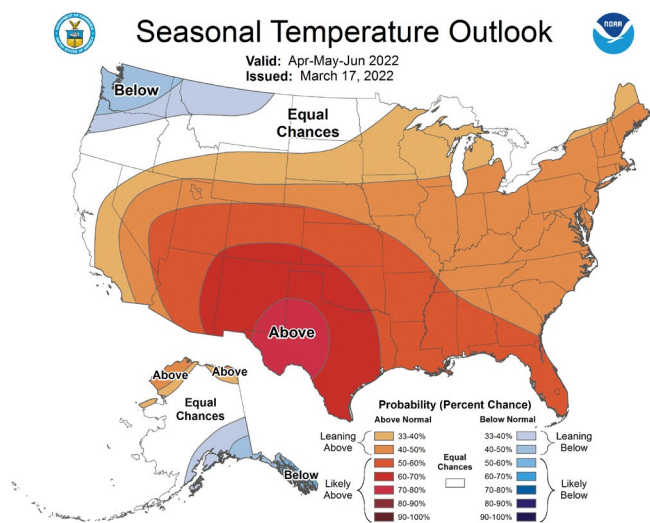 Seasonal Temperature Outlook
NOAA
Valid: Apr-May-Jun 2022
Issued: March 17, 2022
Below
Equal
Chances
Above
Above
Above
Equal
Chances
Below
Probability (Percent Chance)
Above Normal
Below Normal
Leaning
Above
33-40%
40-50%
Likely
Above
50-60%
60-70%
70-80%
80-90%
90-100%
Equal
Chances
33-40%
40-50%
Leaning
Below
50-60%
60-70%
70-80%
80-90%
90-100%
Likely
Below